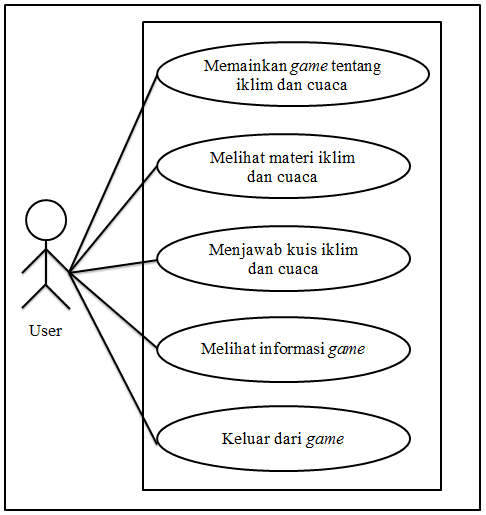 Memainkan game tentang
iklim dan cuaca
Melihat materi iklim
dan cuaca
Menjawab kuis iklim
dan cuaca
User
Melihat informasi game
Keluar dari game